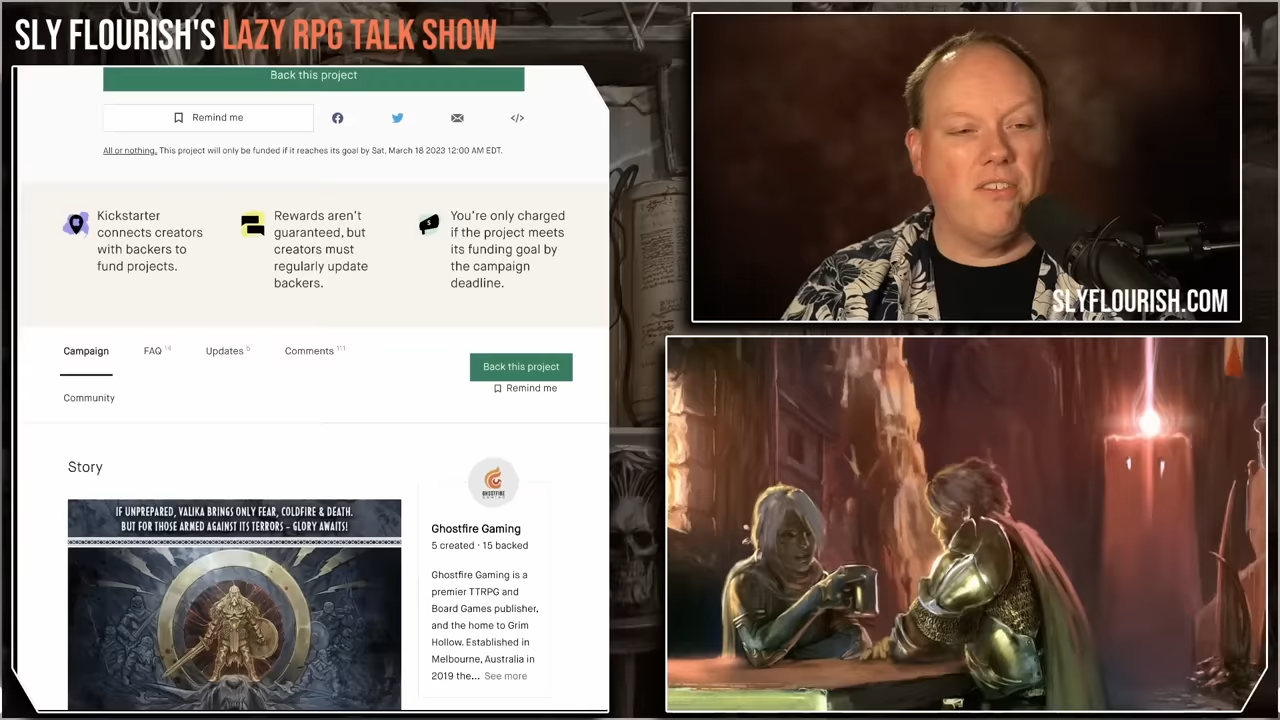 SLY FLOURISH'S LAZY RPG TALK SHOW
Back this project
Remind me
All or nothing. This project will only be funded if it reaches its goal by Sat, March 18 2023 12:00 AM EDT.
Kickstarter
connects creators
with backers to
fund projects.
Rewards aren't
guaranteed, but
creators must
regularly update
backers.
You're only charged
if the project meets
its funding goal by
the campaign
deadline.
Campaign
FAQ 14
Updates 5
Comments
Community
Back this project
Remind me
Story
IF UNPREPARED, VALIKA BRINGS ONLY FEAR, COLDFIRE & DEATH.
BUT FOR THOSE ARMED AGAINST ITS TERRORS – GLORY AWAITS!
GHOSTFIRE
GAMING
Ghostfire Gaming
5 created · 15 backed
Ghostfire Gaming is a
premier TTRPG and
Board Games publisher,
and the home to Grim
Hollow. Established in
Melbourne, Australia in
2019 the... See more
SLYFLOURISH.COM